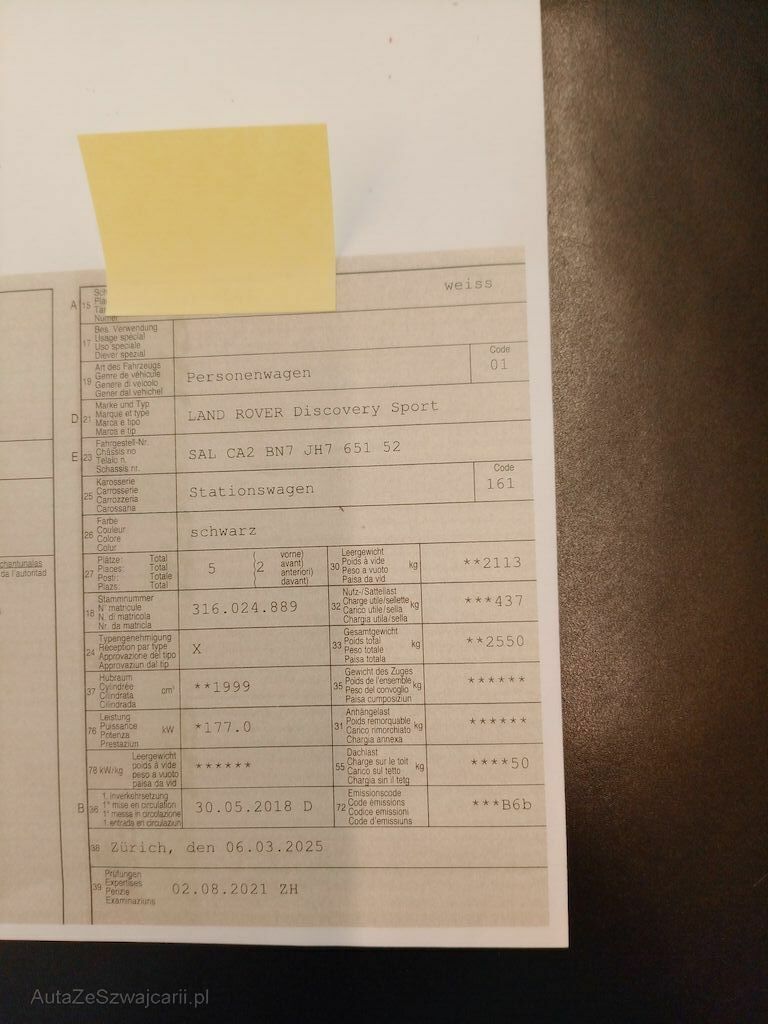 weiss
A 15 Sch
Pla
Ta
Numer
17 Bes. Verwendung
Usage spécial
Uso speciale
Diever spezial
19 Art des Fahrzeugs
Genre de véhicule
Genere di veicolo
Gener dal vehichel
Personenwagen
Code
01
D 21 Marke und Typ
Marque et type
Marca e tipo
Marca e tip
LAND ROVER Discovery Sport
E 23 Fahrgestell-Nr.
Châssis no
Telaio n.
Schassis nr.
SAL CA2 BN7 JH7 651 52
25 Karosserie
Carrosserie
Carrozzeria
Carossaria
Stationswagen
Code
161
26 Farbe
Couleur
Colore
Colur
schwarz
27 Plätze: Total
Places: Total
Posti: Totale
Plazs: Total
5 (2 vorne)
avant)
anteriori)
davant)
30 Leergewicht
Poids à vide kg
Peso a vuoto
Paisa da vid
**2113
18 Stammnummer
N° matricule
N. di matricola
Nr. da matricla
316.024.889
32 Nutz-/Sattellast
Charge utile/sellette kg
Carico utile/sella
Chargia utila/sella
***437
24 Typengenehmigung
Réception par type
Approvazione del tipo
Approvaziun dal tip
X
33 Gesamtgewicht
Poids total kg
Peso totale
Paisa totala
**2550
37 Hubraum
Cylindrée cm³
Cilindrata
Cilindrada
**1999
35 Gewicht des Zuges
Poids de l'ensemble
Peso del convoglio kg
Paisa cumposiziun
******
76 Leistung
Puissance kW
Potenza
Prestaziun
*177.0
31 Anhängelast
Poids remorquable kg
Carico rimorchiato
Chargia annexa
******
78 kW/kg Leergewicht
poids à vide
peso a vuoto
paisa da vid
******
55 Dachlast
Charge sur le toit kg
Carico sul tetto
Chargia sin il tetg
****50
B 36 1. Inverkehrsetzung
1re mise en circulation
1a messa in circolazione
1. entrada en circulaziun
30.05.2018 D
72 Emissionscode
Code émissions
Codice emissioni
Code d'emissiuns
***B6b
38 Zürich, den 06.03.2025
39 Prüfungen
Expertises
Perizie
Examinaziuns
02.08.2021 ZH
da l'autoritad
AutaZeSzwajcarii.pl